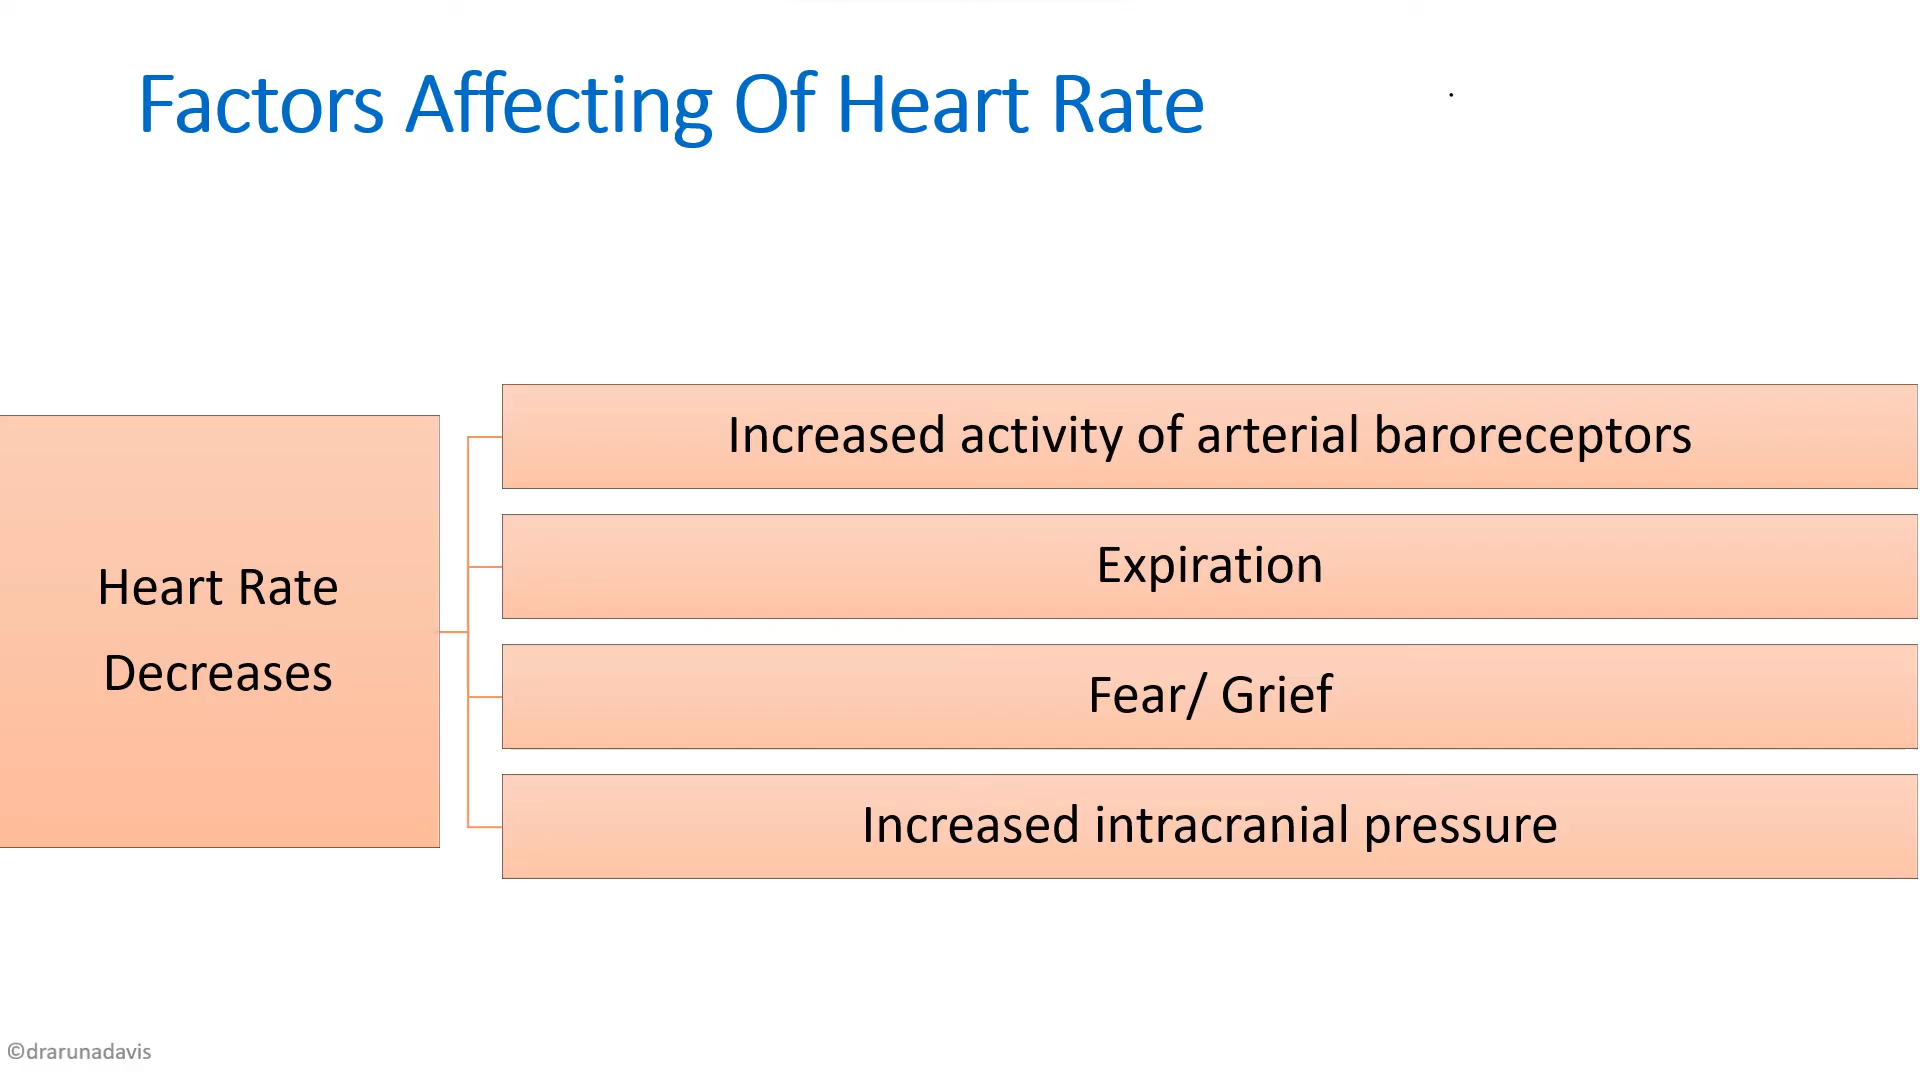 Factors Affecting Of Heart Rate
Heart Rate
Decreases
Increased activity of arterial baroreceptors
Expiration
Fear/ Grief
Increased intracranial pressure
©drarunadavis